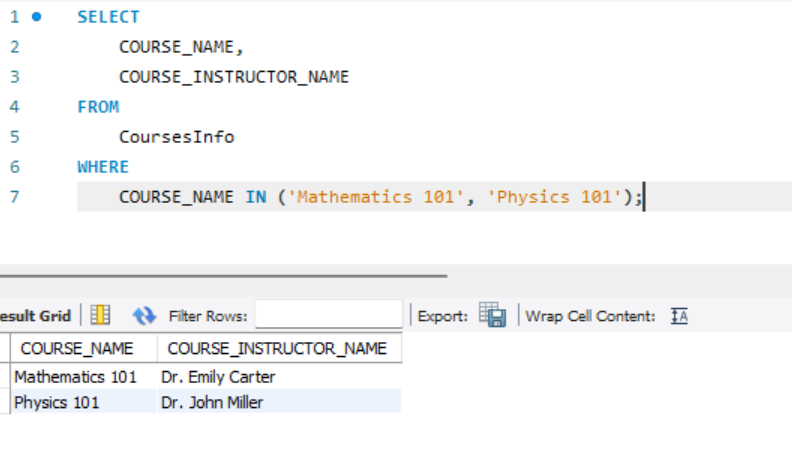 1 SELECT
2 COURSE_NAME,
3 COURSE_INSTRUCTOR_NAME
4 FROM
5 CoursesInfo
6 WHERE
7 COURSE_NAME IN ('Mathematics 101', 'Physics 101');
esult Grid Filter Rows: Export: Wrap Cell Content: IA
COURSE_NAME COURSE_INSTRUCTOR_NAME
Mathematics 101 Dr. Emily Carter
Physics 101 Dr. John Miller